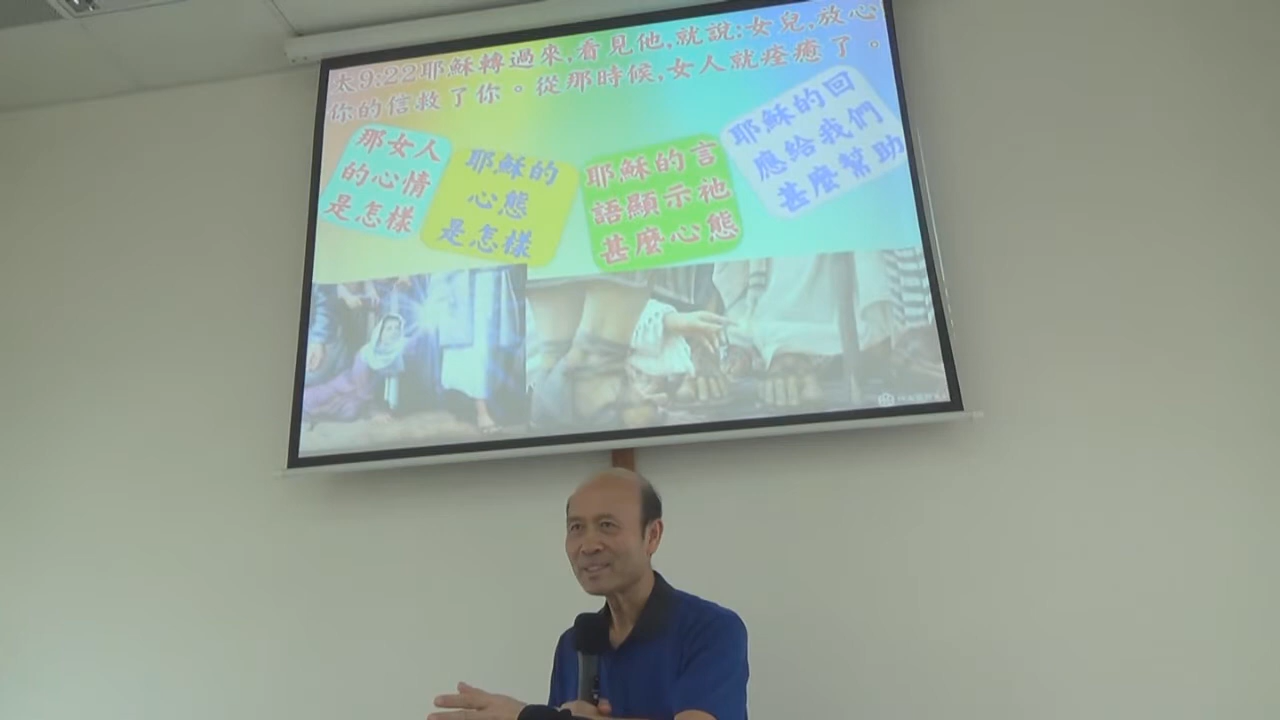 太9:22耶穌轉過來,看見他,就說:女兒,放心
你的信救了你。從那時候,女人就痊癒了。
那女人
的心情
是怎樣
耶穌的
心態
是怎樣
耶穌的言
語顯示祂
甚麼心態
耶穌的回
應給我們
甚麼幫助